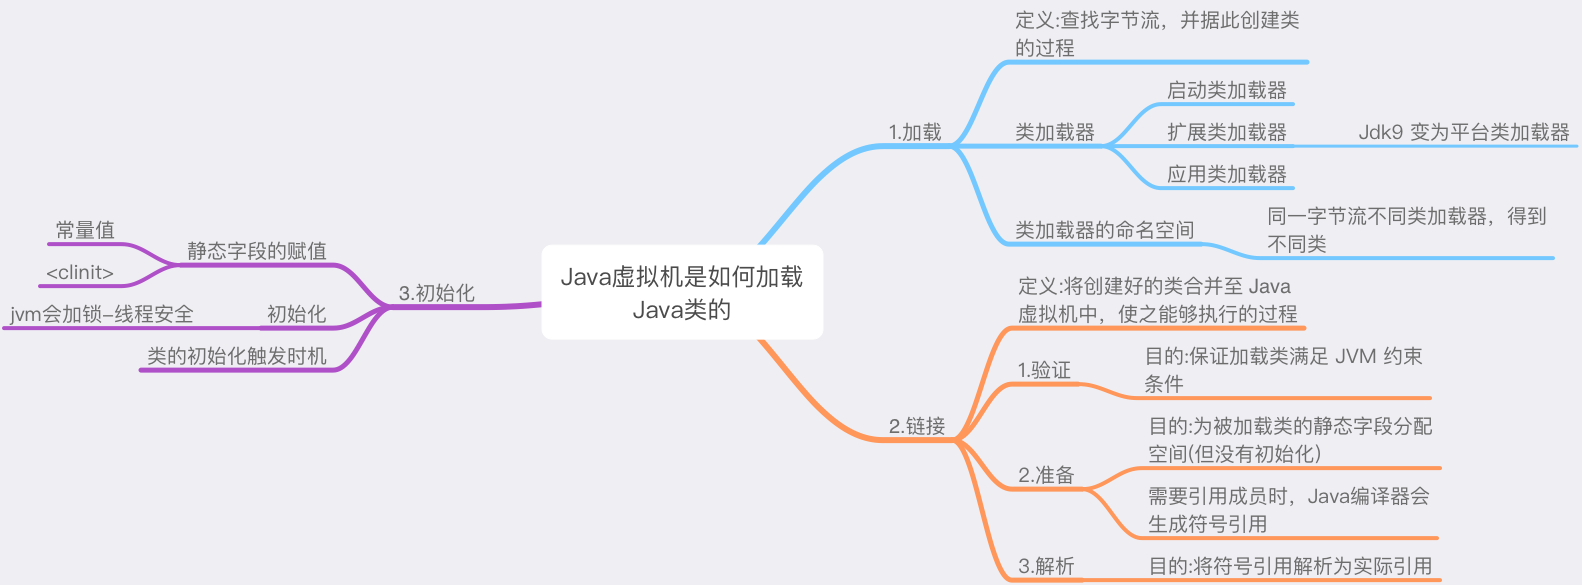 Java虚拟机是如何加载
Java类的
1.加载
定义:查找字节流，并据此创建类
的过程
类加载器
启动类加载器
扩展类加载器
Jdk9 变为平台类加载器
应用类加载器
类加载器的命名空间
同一字节流不同类加载器，得到
不同类
2.链接
定义:将创建好的类合并至 Java
虚拟机中，使之能够执行的过程
1.验证
目的:保证加载类满足 JVM 约束
条件
2.准备
目的:为被加载类的静态字段分配
空间(但没有初始化)
需要引用成员时，Java编译器会
生成符号引用
3.解析
目的:将符号引用解析为实际引用
3.初始化
静态字段的赋值
常量值
<clinit>
初始化
jvm会加锁-线程安全
类的初始化触发时机